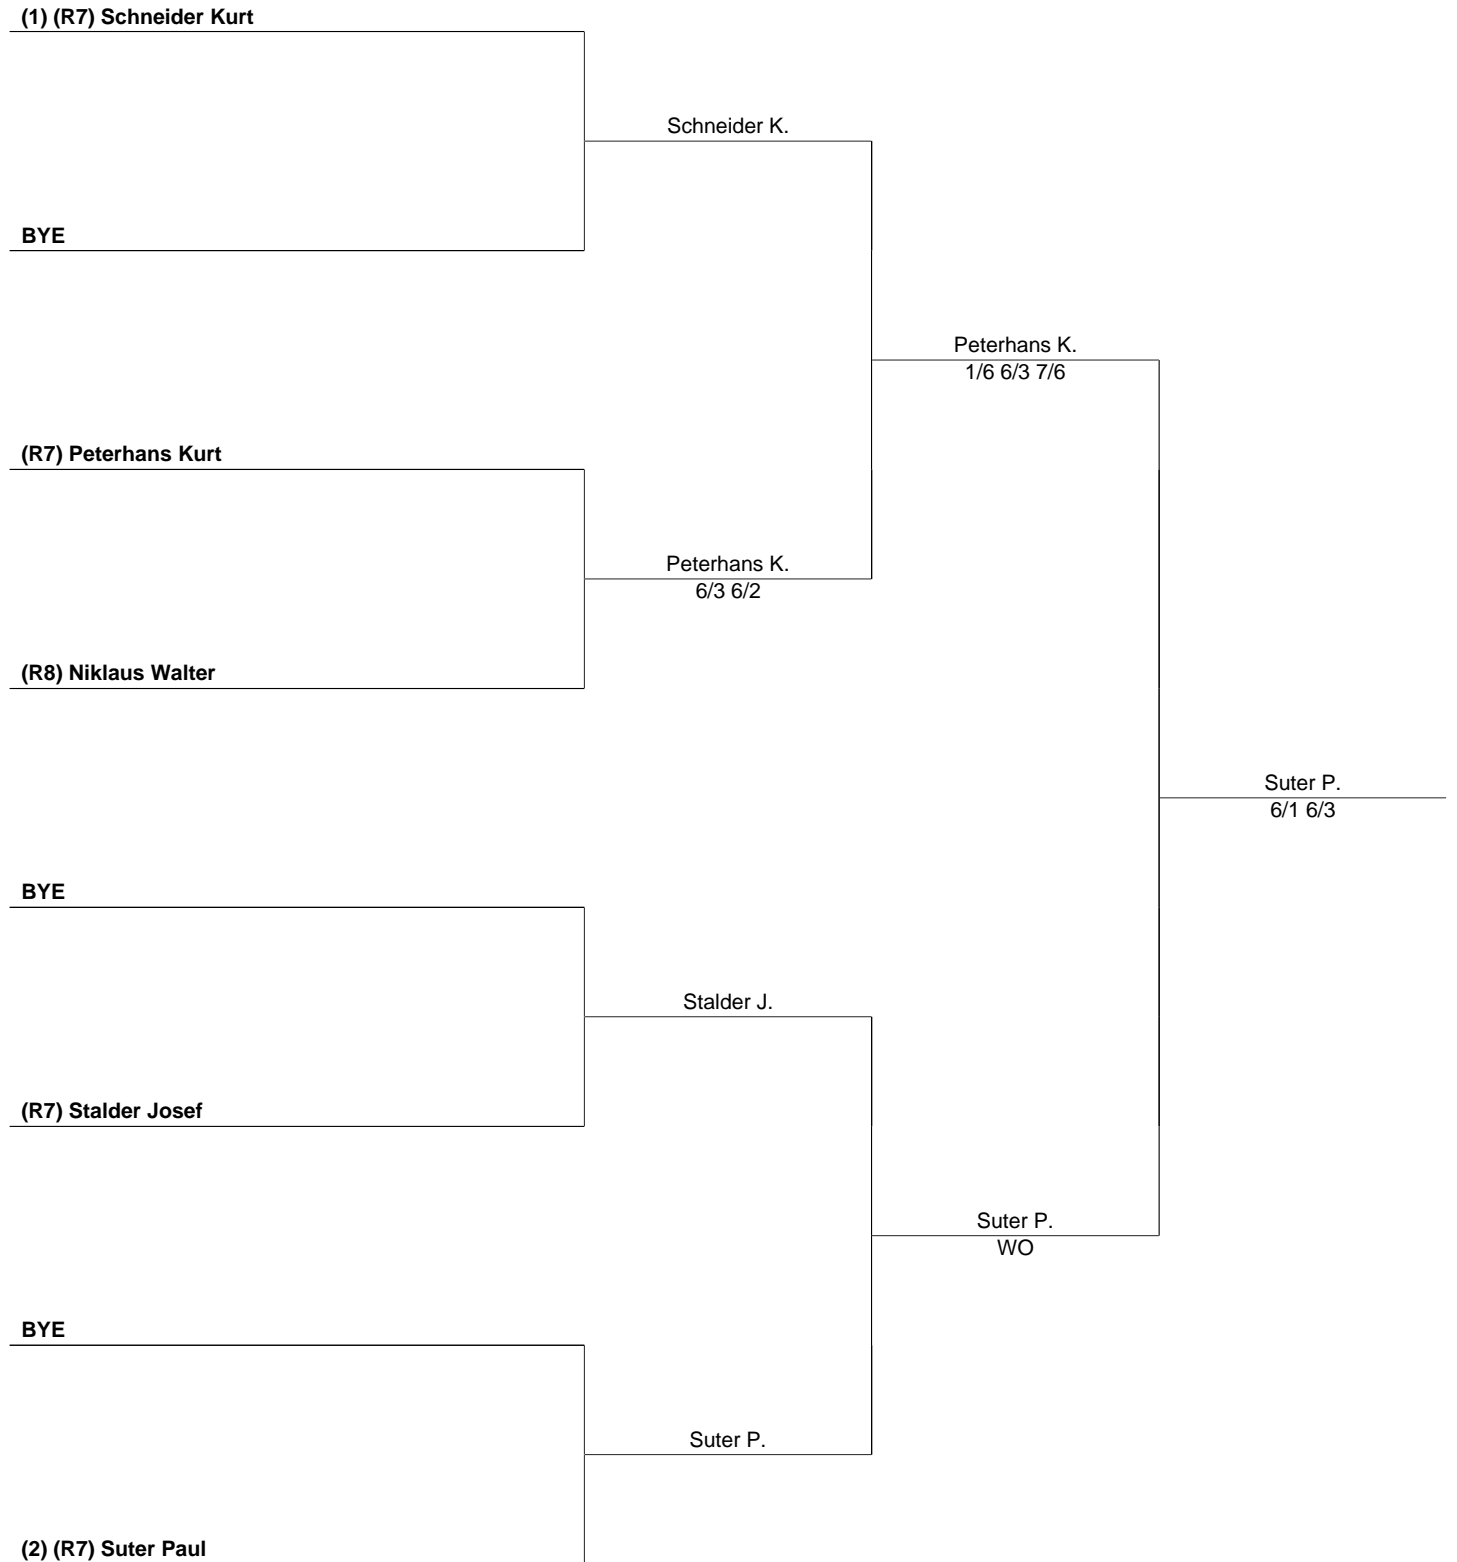 (1) (R7) Schneider Kurt
Schneider K.
BYE
Peterhans K.
1/6 6/3 7/6
(R7) Peterhans Kurt
Peterhans K.
6/3 6/2
(R8) Niklaus Walter
Suter P.
6/1 6/3
BYE
Stalder J.
(R7) Stalder Josef
Suter P.
WO
BYE
Suter P.
(2) (R7) Suter Paul